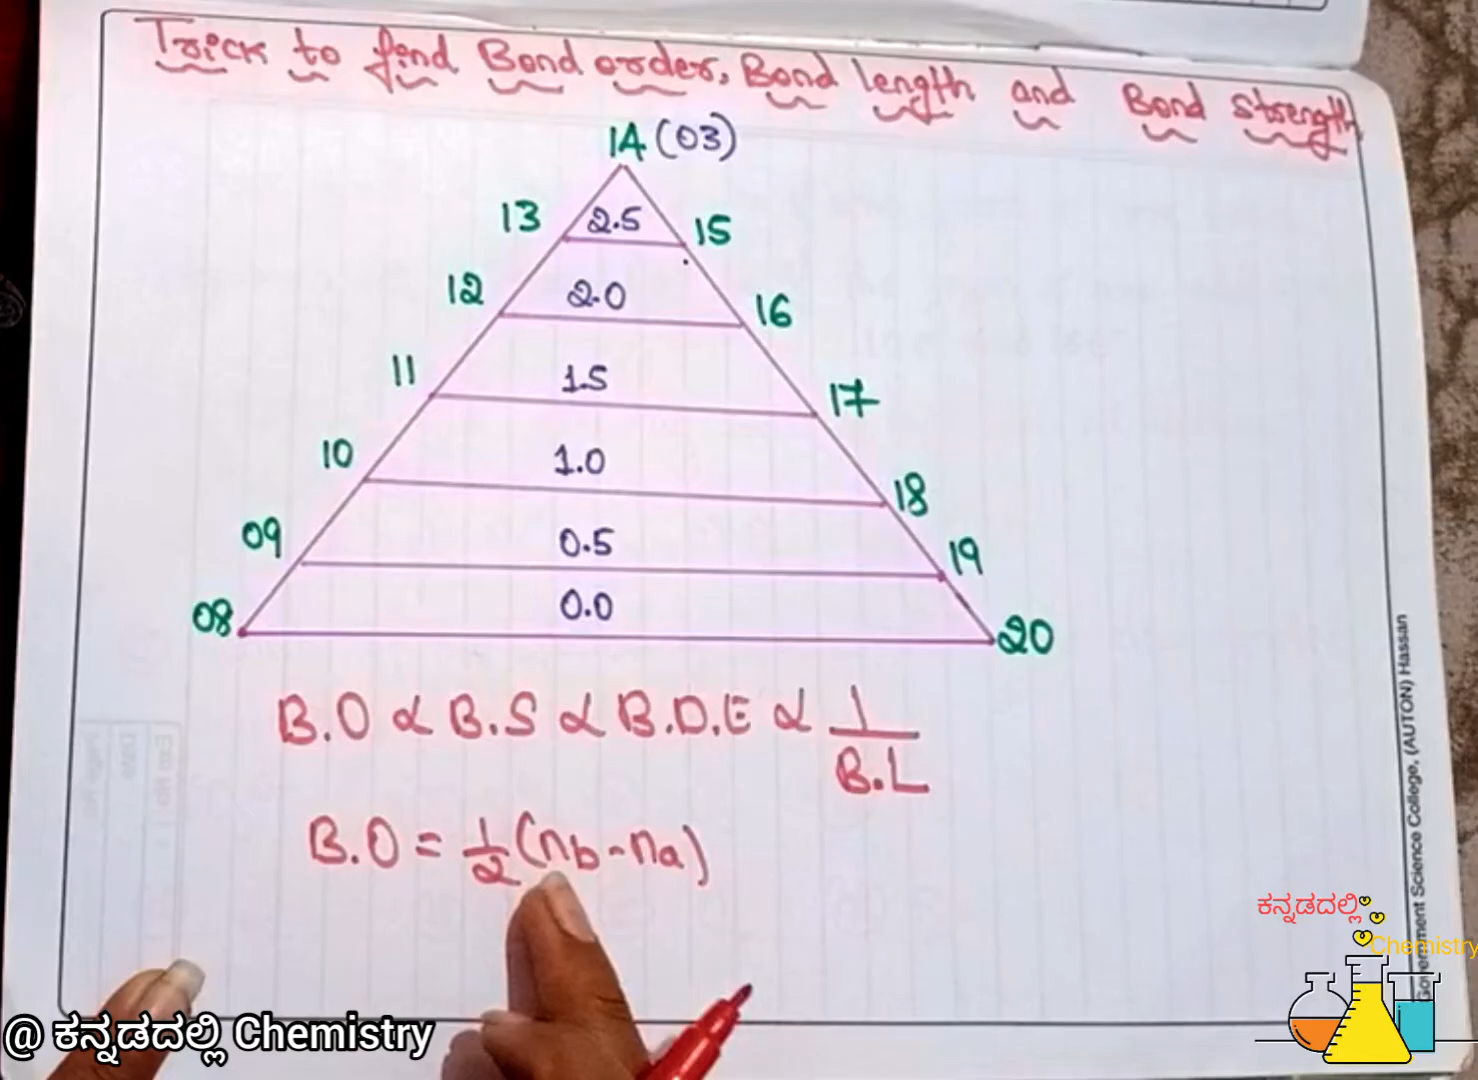 Trick to find Bond order, Bond length and Bond strength
14 (03)
13 2.5 15
12 2.0 16
11 1.5 17
10 1.0 18
09 0.5 19
08 0.0 20
B.O α B.S α B.D.E α 1/B.L
B.O = 1/2 (nb - na)
Government Science College, (AUTON) Hassan
ಕನ್ನಡದಲ್ಲಿ
Chemistry
@ ಕನ್ನಡದಲ್ಲಿ Chemistry